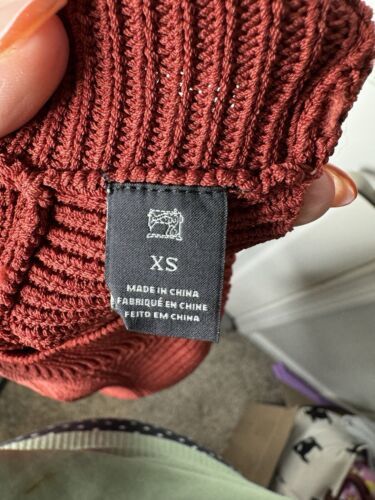 XS
MADE IN CHINA
FABRIQUÉ EN CHINE
FEITO EM CHINA